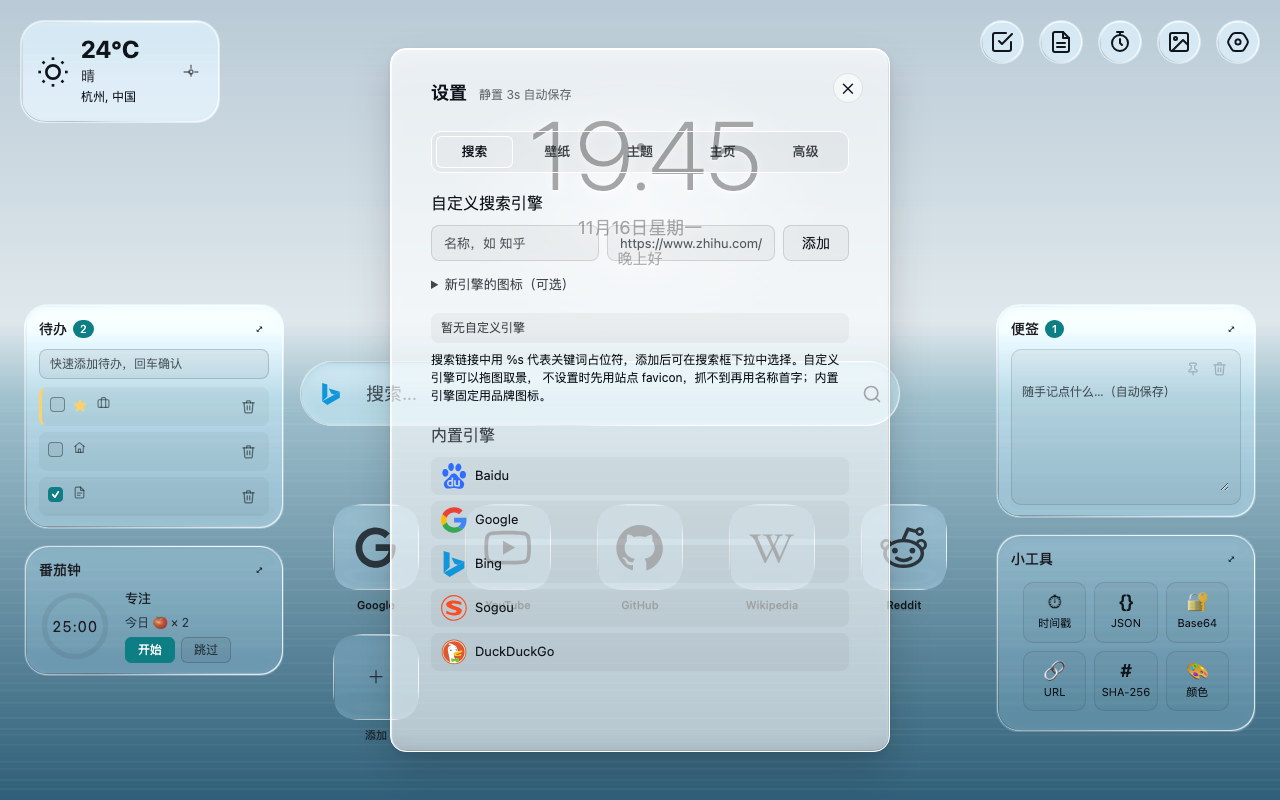 24°C
晴
杭州, 中国
设置 静置 3s 自动保存
19:45
搜索 壁纸 主题 主页 高级
自定义搜索引擎
11月16日星期一
名称，如 知乎 https://www.zhihu.com/ 添加
晚上好
新引擎的图标（可选）
暂无自定义引擎
搜索链接中用 %s 代表关键词占位符，添加后可在搜索框下拉中选择。自定义
引擎可以拖图取景， 不设置时先用站点 favicon，抓不到再用名称首字；内置
引擎固定用品牌图标。
搜索...
内置引擎
Baidu
Google
Bing
Sogou
DuckDuckGo
Google
YouTube
GitHub
Wikipedia
Reddit
添加
待办 2
快速添加待办，回车确认
番茄钟
25:00
专注
今日 🍅 × 2
开始 跳过
便签 1
随手记点什么...（自动保存）
小工具
时间戳
{}
JSON
Base64
URL
#
SHA-256
颜色